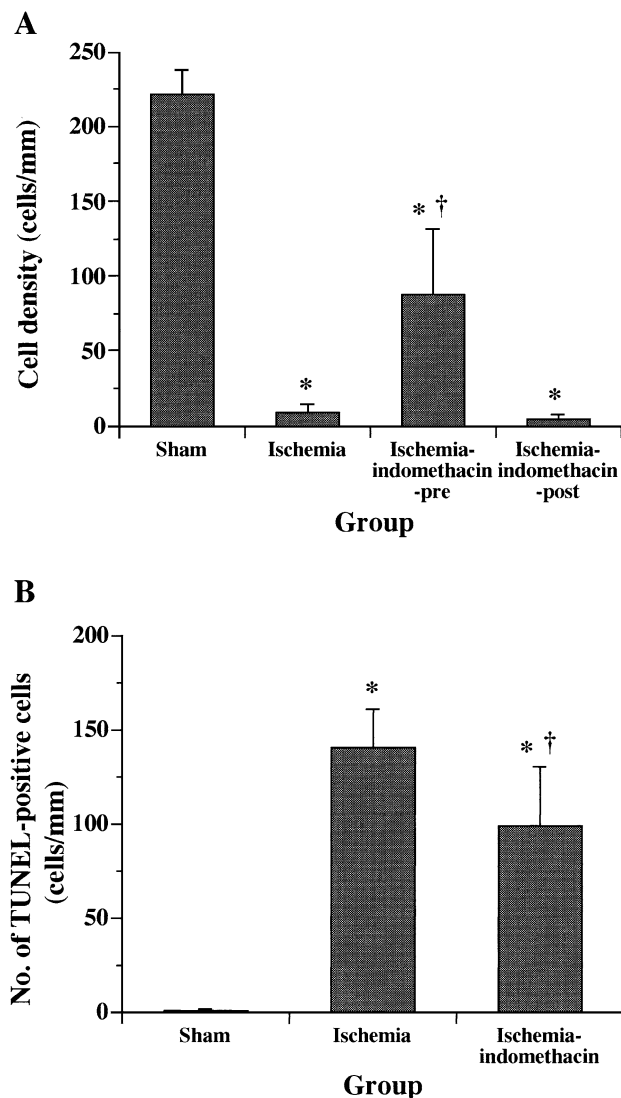 A
250
200
150
100
50
0
Cell density (cells/mm)
*
* †
*
Sham
Ischemia
Ischemia-
indomethacin
-pre
Ischemia-
indomethacin
-post
Group
B
200
150
100
50
0
No. of TUNEL-positive cells
(cells/mm)
*
* †
Sham
Ischemia
Ischemia-
indomethacin
Group